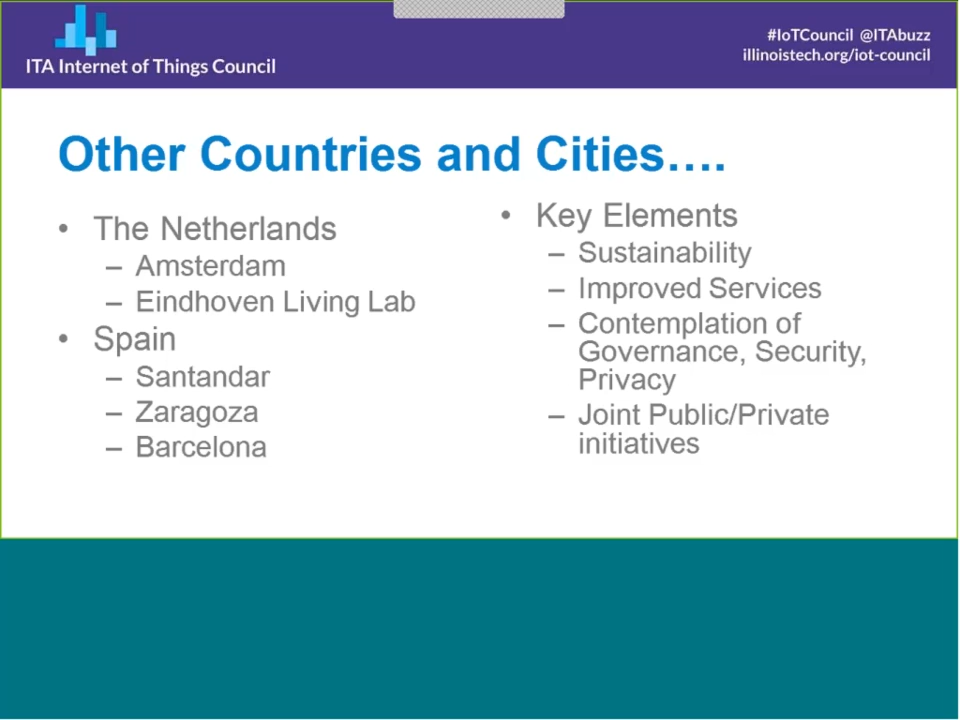 #IoTCouncil @ITAbuzz
illinoistech.org/iot-council
ITA Internet of Things Council
Other Countries and Cities....
• The Netherlands
– Amsterdam
– Eindhoven Living Lab
• Spain
– Santandar
– Zaragoza
– Barcelona
• Key Elements
– Sustainability
– Improved Services
– Contemplation of
Governance, Security,
Privacy
– Joint Public/Private
initiatives